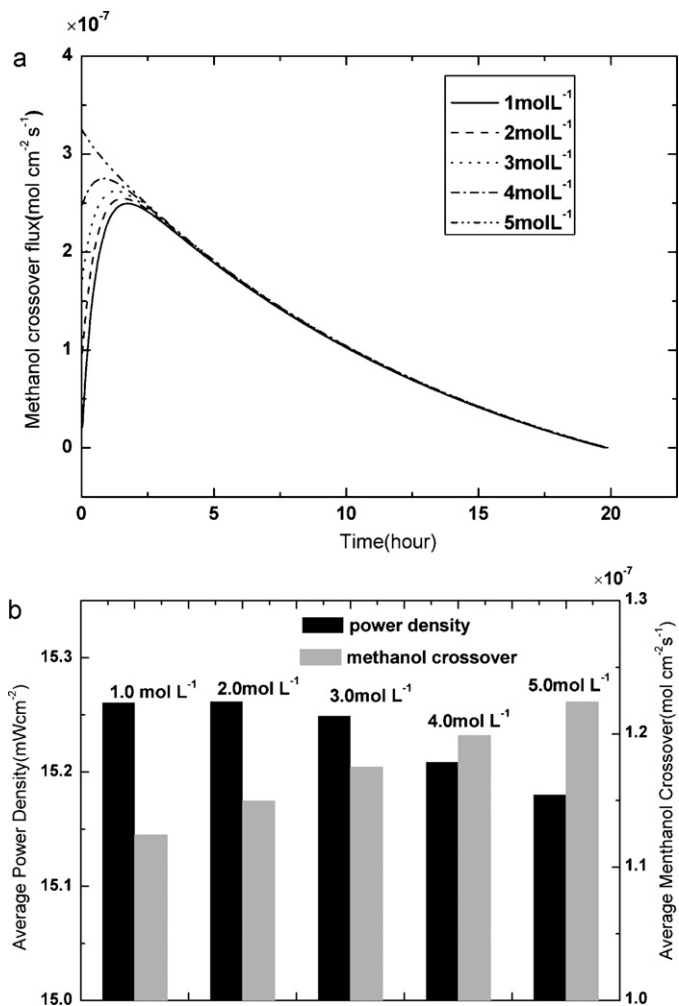 ×10⁻⁷
a
4
3
2
1
0
Methanol crossover flux(mol cm⁻² s⁻¹)
1molL⁻¹
2molL⁻¹
3molL⁻¹
4molL⁻¹
5molL⁻¹
0 5 10 15 20
Time(hour)
×10⁻⁷
b
15.3
15.2
15.1
15.0
Average Power Density(mWcm⁻²)
power density
methanol crossover
1.0 mol L⁻¹
2.0mol L⁻¹
3.0mol L⁻¹
4.0mol L⁻¹
5.0mol L⁻¹
1.3
1.2
1.1
1.0
Average Menthanol Crossover(mol cm⁻²s⁻¹)